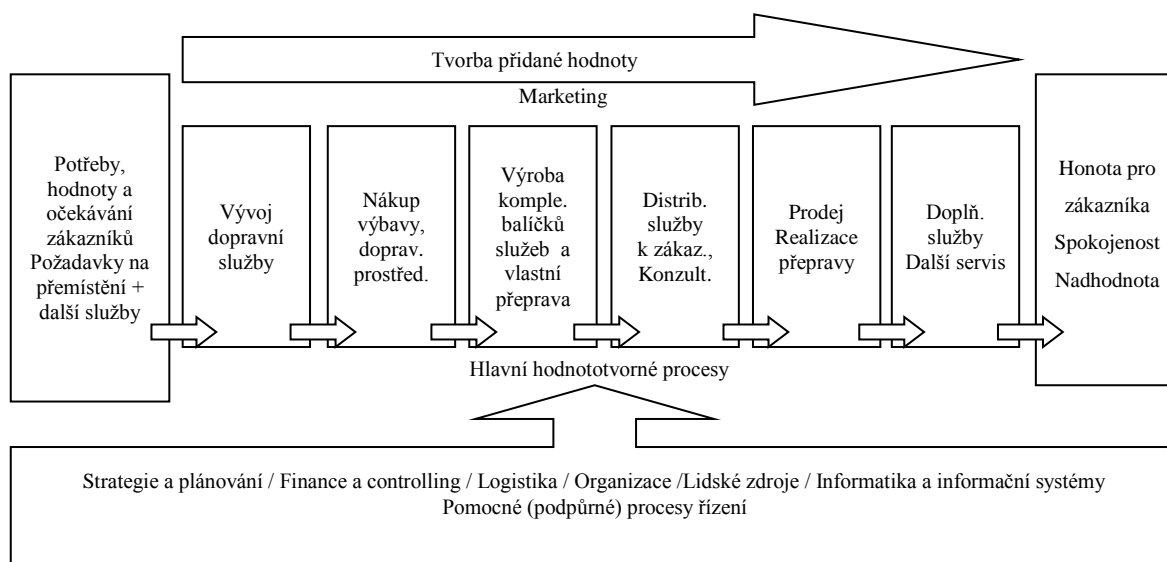 Tvorba přidané hodnoty
Marketing
Potřeby,
hodnoty a
očekávání
zákazníků
Požadavky na
přemístění +
další služby
Vývoj
dopravní
služby
Nákup
výbavy,
doprav.
prostřed.
Výroba
komple.
balíčků
služeb a
vlastní
přeprava
Distrib.
služby
k zákaz.,
Konzult.
Prodej
Realizace
přepravy
Doplň.
služby
Další servis
Honota pro
zákazníka
Spokojenost
Nadhodnota
Hlavní hodnototvorné procesy
Strategie a plánování / Finance a controlling / Logistika / Organizace /Lidské zdroje / Informatika a informační systémy
Pomocné (podpůrné) procesy řízení